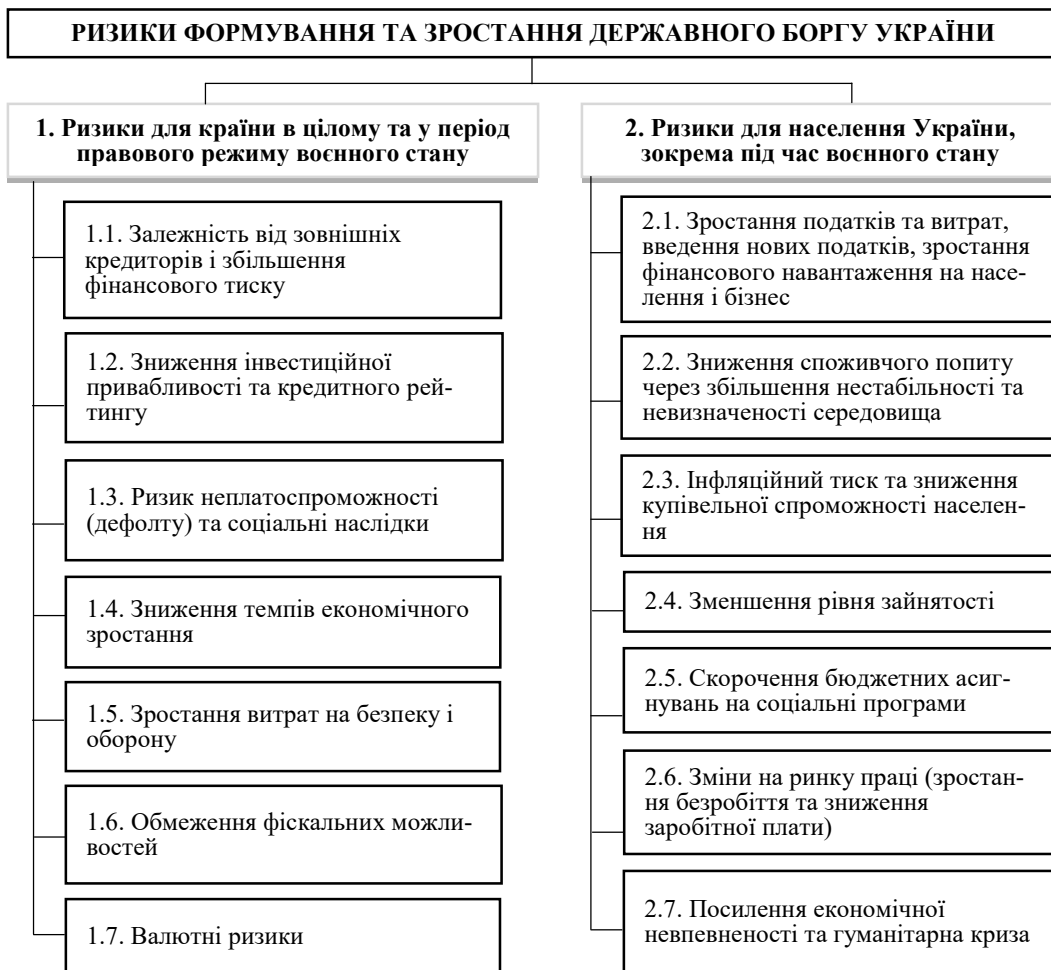 РИЗИКИ ФОРМУВАННЯ ТА ЗРОСТАННЯ ДЕРЖАВНОГО БОРГУ УКРАЇНИ
1. Ризики для країни в цілому та у період
правового режиму воєнного стану
1.1. Залежність від зовнішніх
кредиторів і збільшення
фінансового тиску
1.2. Зниження інвестиційної
привабливості та кредитного рей-
тингу
1.3. Ризик неплатоспроможності
(дефолту) та соціальні наслідки
1.4. Зниження темпів економічного
зростання
1.5. Зростання витрат на безпеку і
оборону
1.6. Обмеження фіскальних можли-
востей
1.7. Валютні ризики
2. Ризики для населення України,
зокрема під час воєнного стану
2.1. Зростання податків та витрат,
введення нових податків, зростання
фінансового навантаження на насе-
лення і бізнес
2.2. Зниження споживчого попиту
через збільшення нестабільності та
невизначеності середовища
2.3. Інфляційний тиск та зниження
купівельної спроможності населен-
ня
2.4. Зменшення рівня зайнятості
2.5. Скорочення бюджетних асиг-
нувань на соціальні програми
2.6. Зміни на ринку праці (зростан-
ня безробіття та зниження
заробітної плати)
2.7. Посилення економічної
невпевненості та гуманітарна криза